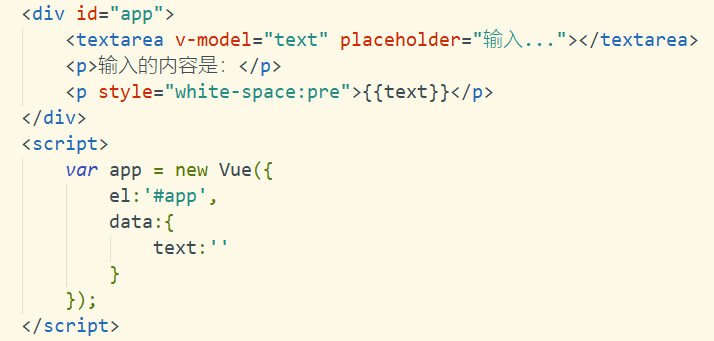 <div id="app">
    <textarea v-model="text" placeholder="输入..."></textarea>
    <p>输入的内容是：</p>
    <p style="white-space:pre">{{text}}</p>
</div>
<script>
    var app = new Vue({
        el:'#app',
        data:{
            text:''
        }
    });
</script>